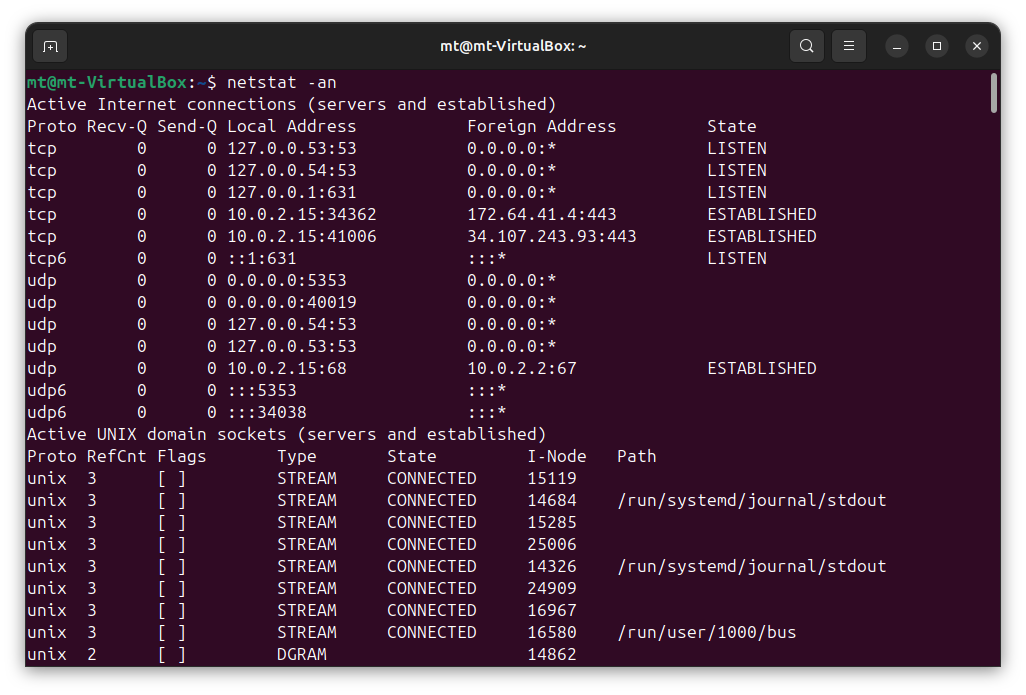 mt@mt-VirtualBox: ~
mt@mt-VirtualBox:~$ netstat -an
Active Internet connections (servers and established)
Proto Recv-Q Send-Q Local Address           Foreign Address         State
tcp        0      0 127.0.0.53:53           0.0.0.0:*               LISTEN
tcp        0      0 127.0.0.54:53           0.0.0.0:*               LISTEN
tcp        0      0 127.0.0.1:631           0.0.0.0:*               LISTEN
tcp        0      0 10.0.2.15:34362         172.64.41.4:443         ESTABLISHED
tcp        0      0 10.0.2.15:41006         34.107.243.93:443       ESTABLISHED
tcp6       0      0 ::1:631                 :::*                    LISTEN
udp        0      0 0.0.0.0:5353            0.0.0.0:*
udp        0      0 0.0.0.0:40019           0.0.0.0:*
udp        0      0 127.0.0.54:53           0.0.0.0:*
udp        0      0 127.0.0.53:53           0.0.0.0:*
udp        0      0 10.0.2.15:68            10.0.2.2:67             ESTABLISHED
udp6       0      0 :::5353                 :::*
udp6       0      0 :::34038                :::*
Active UNIX domain sockets (servers and established)
Proto RefCnt Flags       Type       State         I-Node   Path
unix  3      [ ]         STREAM     CONNECTED     15119
unix  3      [ ]         STREAM     CONNECTED     14684    /run/systemd/journal/stdout
unix  3      [ ]         STREAM     CONNECTED     15285
unix  3      [ ]         STREAM     CONNECTED     25006
unix  3      [ ]         STREAM     CONNECTED     14326    /run/systemd/journal/stdout
unix  3      [ ]         STREAM     CONNECTED     24909
unix  3      [ ]         STREAM     CONNECTED     16967
unix  3      [ ]         STREAM     CONNECTED     16580    /run/user/1000/bus
unix  2      [ ]         DGRAM                    14862